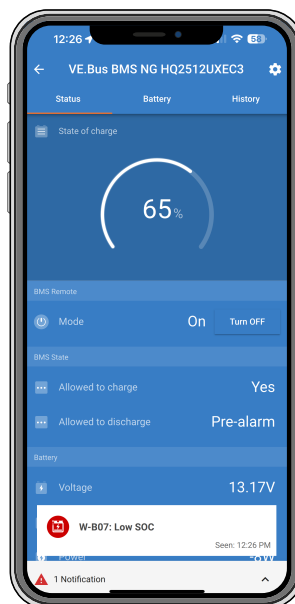 12:26
58
VE.Bus BMS NG HQ2512UXEC3
Status Battery History
State of charge
65%
BMS Remote
Mode On Turn OFF
BMS State
Allowed to charge Yes
Allowed to discharge Pre-alarm
Battery
Voltage 13.17V
W-B07: Low SOC
Seen: 12:26 PM
Power -8W
1 Notification